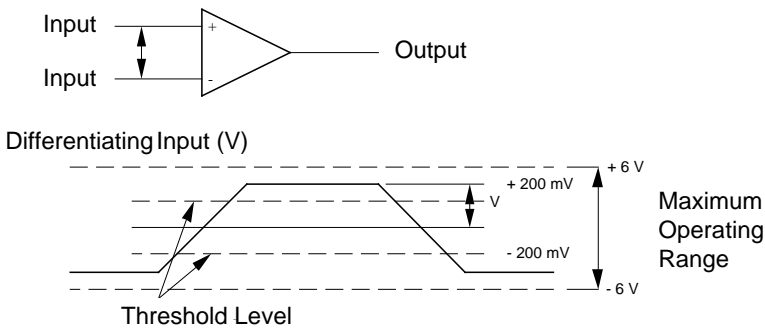 Input
+
Output
Input
-
Differentiating Input (V)
+ 6 V
+ 200 mV
V
Maximum
Operating
Range
- 200 mV
- 6 V
Threshold Level